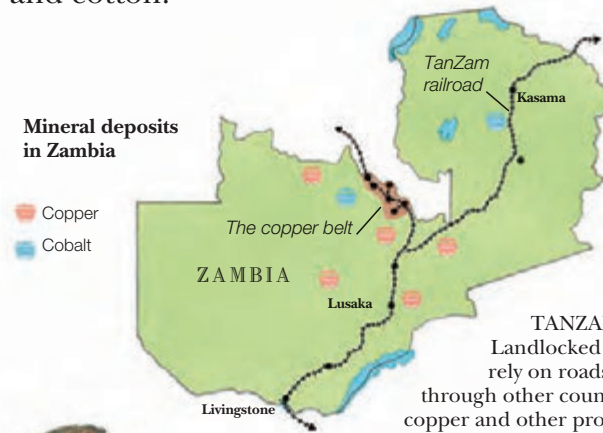 and cotton.
Mineral deposits
in Zambia
Copper
Cobalt
TanZam
railroad
Kasama
The copper belt
ZAMBIA
Lusaka
Livingstone
Landlocked
rely on roads
through other coun
copper and other pro